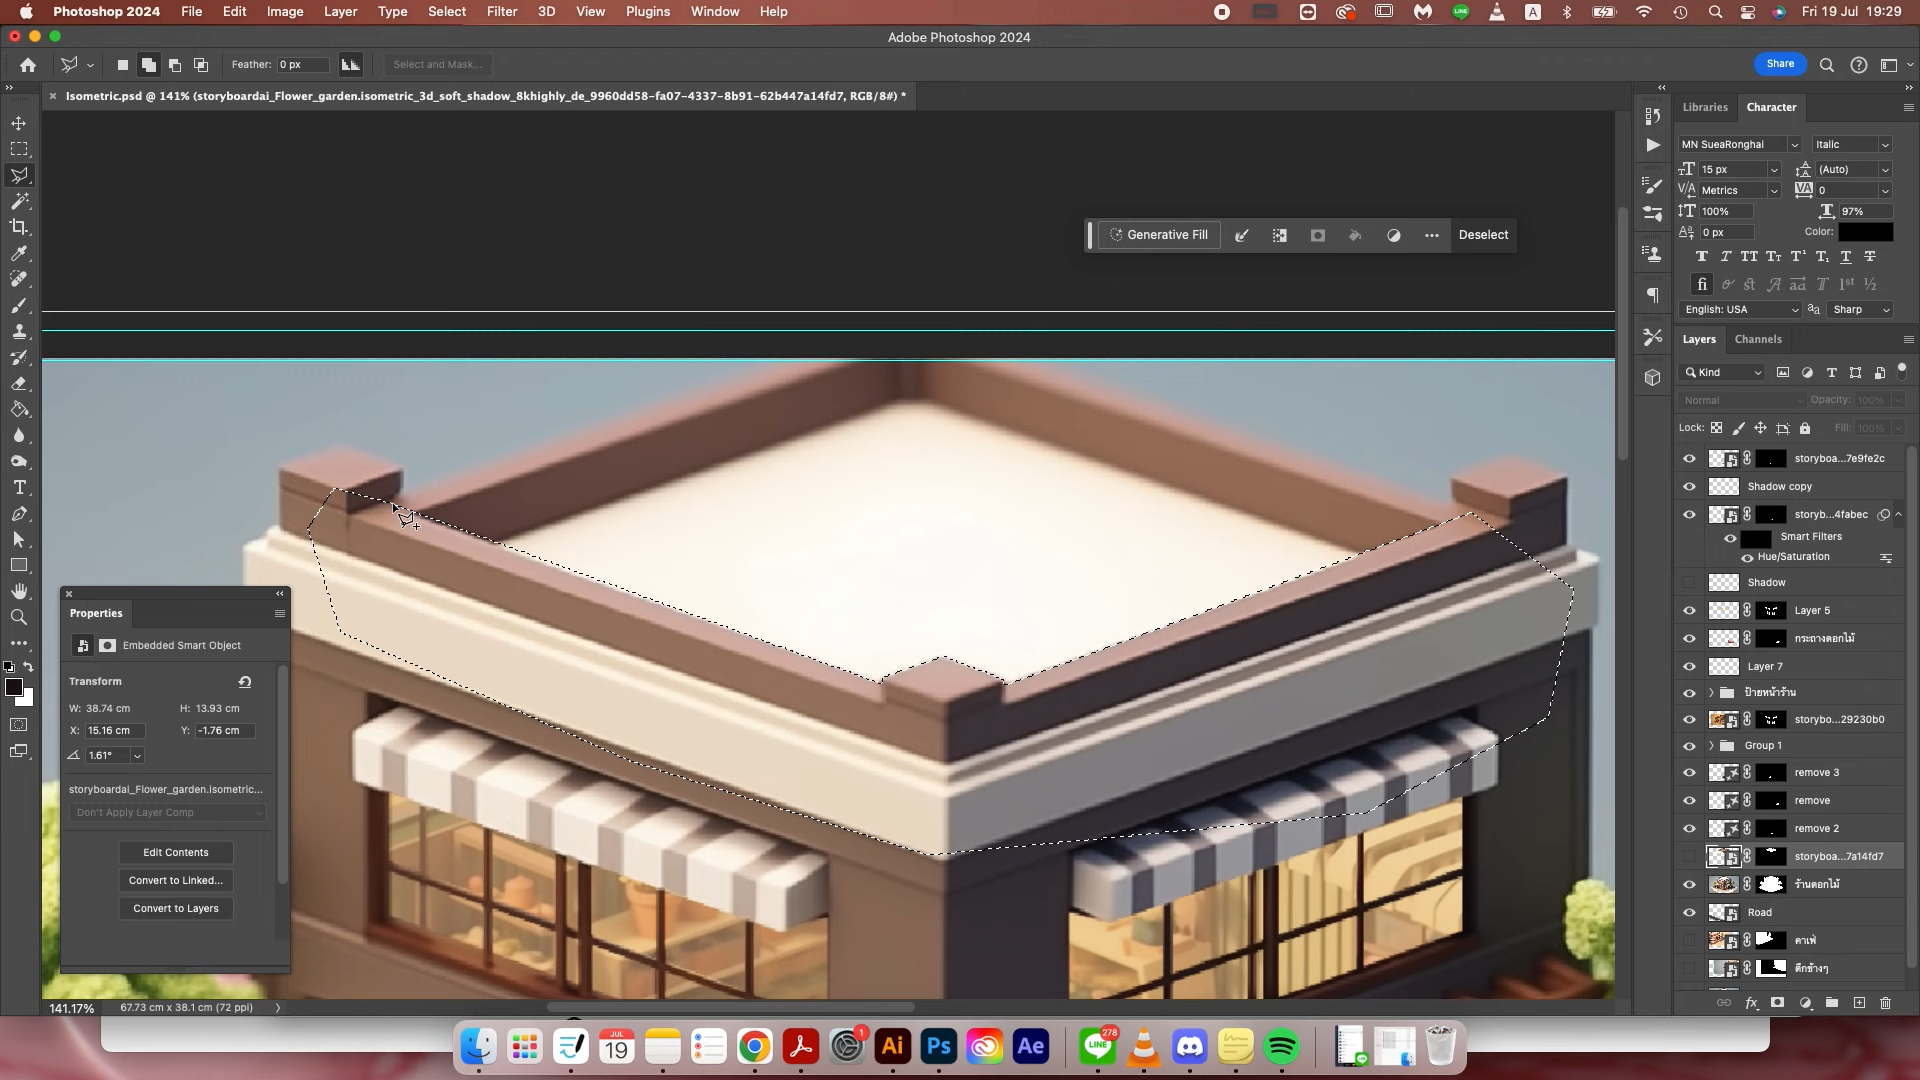 Photoshop 2024 File Edit Image Layer Type Select Filter 3D View Plugins Window Help A Fri 19 Jul 19:29
Adobe Photoshop 2024
Feather: 0 px Select and Mask... Share
Isometric.psd @ 141% (storyboardai_Flower_garden.isometric_3d_soft_shadow_8khighly_de_9960dd58-fa07-4337-8b91-62b447a14fd7, RGB/8#) *
Generative Fill Deselect
Properties
Embedded Smart Object
Transform
W: 38.74 cm H: 13.93 cm
X: 15.16 cm Y: -1.76 cm
1.61°
storyboardai_Flower_garden.isometric...
Don't Apply Layer Comp
Edit Contents
Convert to Linked...
Convert to Layers
141.17% 67.73 cm x 38.1 cm (72 ppi)
Libraries Character
MN SueaRonghai Italic
15 px (Auto)
Metrics 0
100% 97%
0 px Color:
English: USA Sharp
Layers Channels
Kind
Normal Opacity: 100%
Lock: Fill: 100%
storyboa...7e9fe2c
Shadow copy
storyb...4fabec
Smart Filters
Hue/Saturation
Shadow
Layer 5
กระถางดอกไม้
Layer 7
ป้ายหน้าร้าน
storybo...29230b0
Group 1
remove 3
remove
remove 2
storyboa...7a14fd7
ร้านดอกไม้
Road
คาเฟ่
ตึกข้างๆ
JUL
19
1
Ai
Ps
Ae
LINE
278